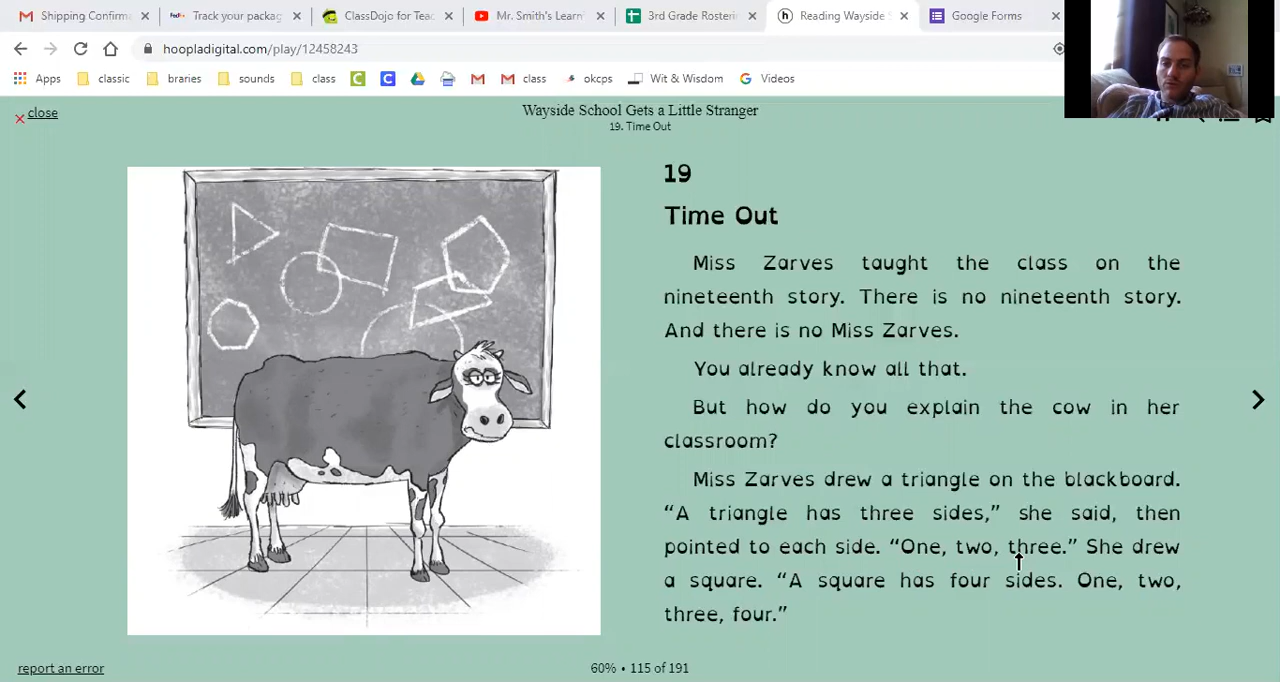 Shipping Confirma
Track your packag
ClassDojo for Teac
Mr. Smith's Learn
3rd Grade Rosterin
Reading Wayside S
Google Forms
hoopladigital.com/play/12458243
Apps
classic
braries
sounds
class
class
okcps
Wit & Wisdom
Videos
close
Wayside School Gets a Little Stranger
19. Time Out
19
Time Out
Miss Zarves taught the class on the
nineteenth story. There is no nineteenth story.
And there is no Miss Zarves.
You already know all that.
But how do you explain the cow in her
classroom?
Miss Zarves drew a triangle on the blackboard.
“A triangle has three sides,” she said, then
pointed to each side. “One, two, three.” She drew
a square. “A square has four sides. One, two,
three, four.”
report an error
60% • 115 of 191